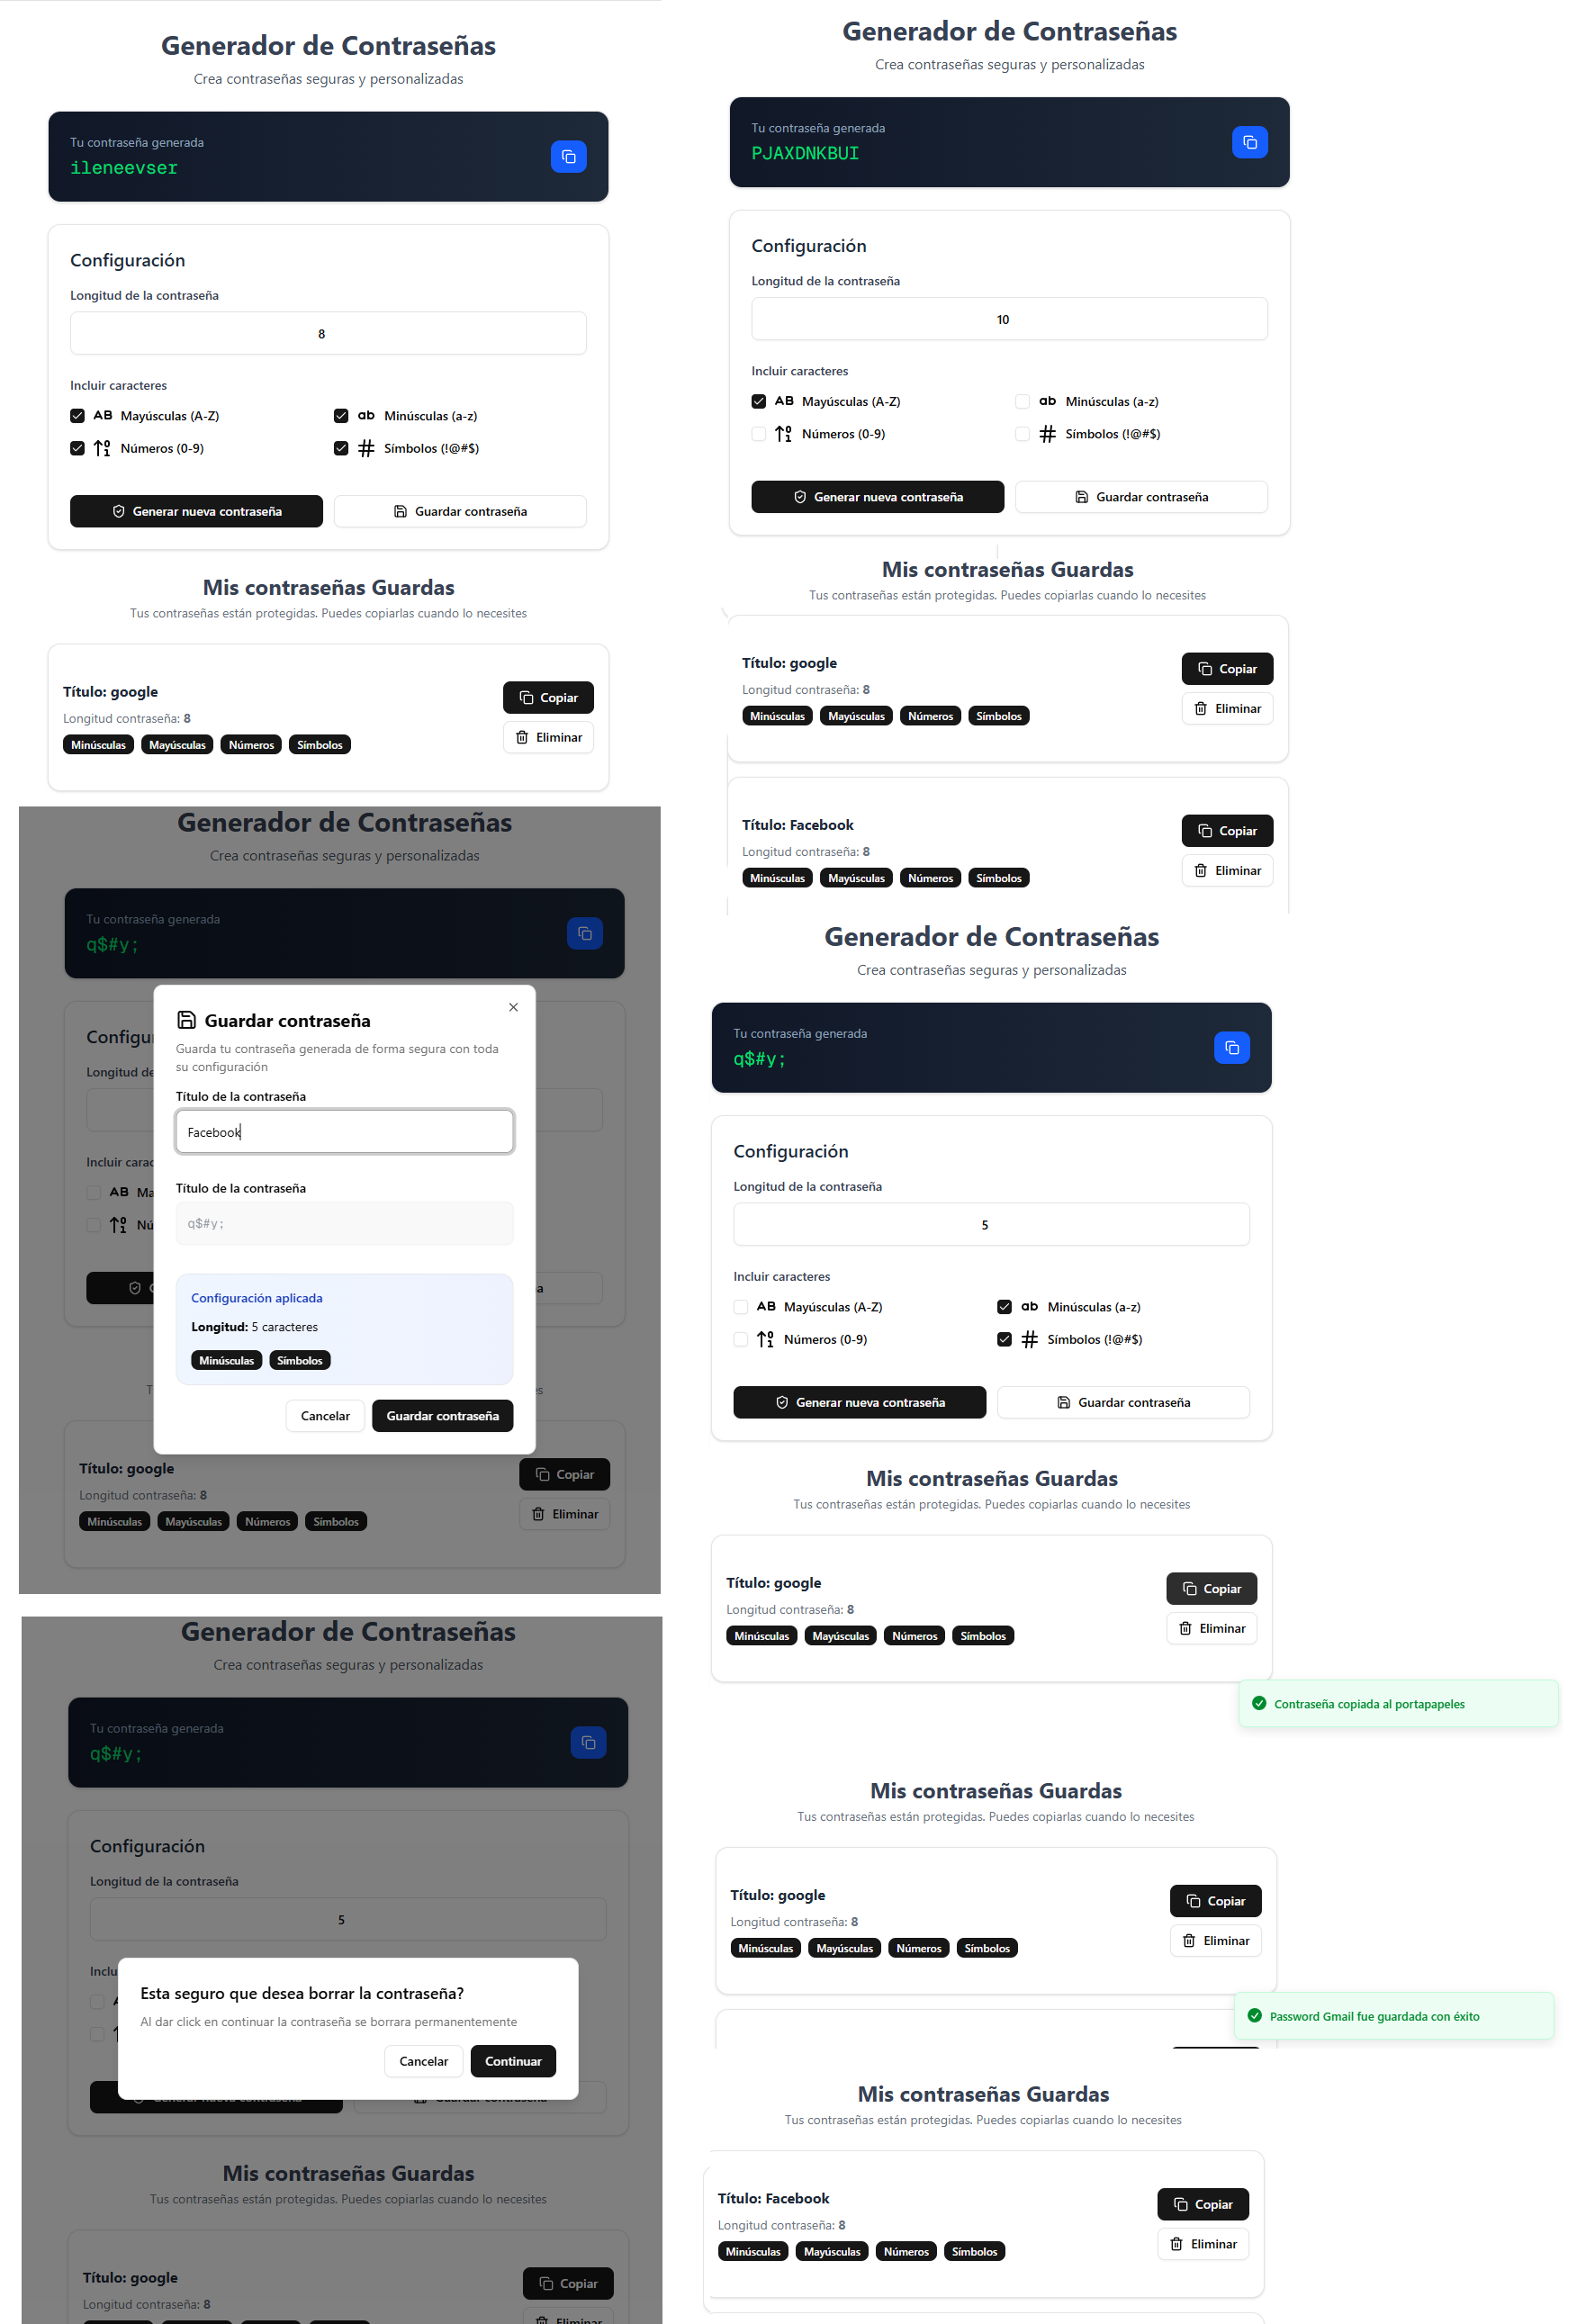 Generador de Contraseñas
Crea contraseñas seguras y personalizadas
Tu contraseña generada
ileneevser
Configuración
Longitud de la contraseña
8
Incluir caracteres
AB Mayúsculas (A-Z)
ab Minúsculas (a-z)
Números (0-9)
Símbolos (!@#$)
Generar nueva contraseña
Guardar contraseña
Mis contraseñas Guardas
Tus contraseñas están protegidas. Puedes copiarlas cuando lo necesites
Título: google
Copiar
Longitud contraseña: 8
Minúsculas Mayúsculas Números Símbolos
Eliminar
Generador de Contraseñas
Crea contraseñas seguras y personalizadas
Tu contraseña generada
q$#y;
Configu
Longitud de
Incluir carac
AB Ma
Nú
Guardar contraseña
Guarda tu contraseña generada de forma segura con toda
su configuración
Título de la contraseña
Facebook
Título de la contraseña
q$#y;
Configuración aplicada
Longitud: 5 caracteres
Minúsculas Símbolos
Cancelar
Guardar contraseña
Título: google
Copiar
Longitud contraseña: 8
Minúsculas Mayúsculas Números Símbolos
Eliminar
Generador de Contraseñas
Crea contraseñas seguras y personalizadas
Tu contraseña generada
q$#y;
Configuración
Longitud de la contraseña
5
Inclu
Esta seguro que desea borrar la contraseña?
Al dar click en continuar la contraseña se borrara permanentemente
Cancelar
Continuar
Mis contraseñas Guardas
Tus contraseñas están protegidas. Puedes copiarlas cuando lo necesites
Título: google
Copiar
Longitud contraseña: 8
Eliminar
Generador de Contraseñas
Crea contraseñas seguras y personalizadas
Tu contraseña generada
PJAXDNKBUI
Configuración
Longitud de la contraseña
10
Incluir caracteres
AB Mayúsculas (A-Z)
ab Minúsculas (a-z)
Números (0-9)
Símbolos (!@#$)
Generar nueva contraseña
Guardar contraseña
Mis contraseñas Guardas
Tus contraseñas están protegidas. Puedes copiarlas cuando lo necesites
Título: google
Copiar
Longitud contraseña: 8
Minúsculas Mayúsculas Números Símbolos
Eliminar
Título: Facebook
Copiar
Longitud contraseña: 8
Minúsculas Mayúsculas Números Símbolos
Eliminar
Generador de Contraseñas
Crea contraseñas seguras y personalizadas
Tu contraseña generada
q$#y;
Configuración
Longitud de la contraseña
5
Incluir caracteres
AB Mayúsculas (A-Z)
ab Minúsculas (a-z)
Números (0-9)
Símbolos (!@#$)
Generar nueva contraseña
Guardar contraseña
Mis contraseñas Guardas
Tus contraseñas están protegidas. Puedes copiarlas cuando lo necesites
Título: google
Copiar
Longitud contraseña: 8
Minúsculas Mayúsculas Números Símbolos
Eliminar
Contraseña copiada al portapapeles
Mis contraseñas Guardas
Tus contraseñas están protegidas. Puedes copiarlas cuando lo necesites
Título: google
Copiar
Longitud contraseña: 8
Minúsculas Mayúsculas Números Símbolos
Eliminar
Password Gmail fue guardada con éxito
Mis contraseñas Guardas
Tus contraseñas están protegidas. Puedes copiarlas cuando lo necesites
Título: Facebook
Copiar
Longitud contraseña: 8
Minúsculas Mayúsculas Números Símbolos
Eliminar